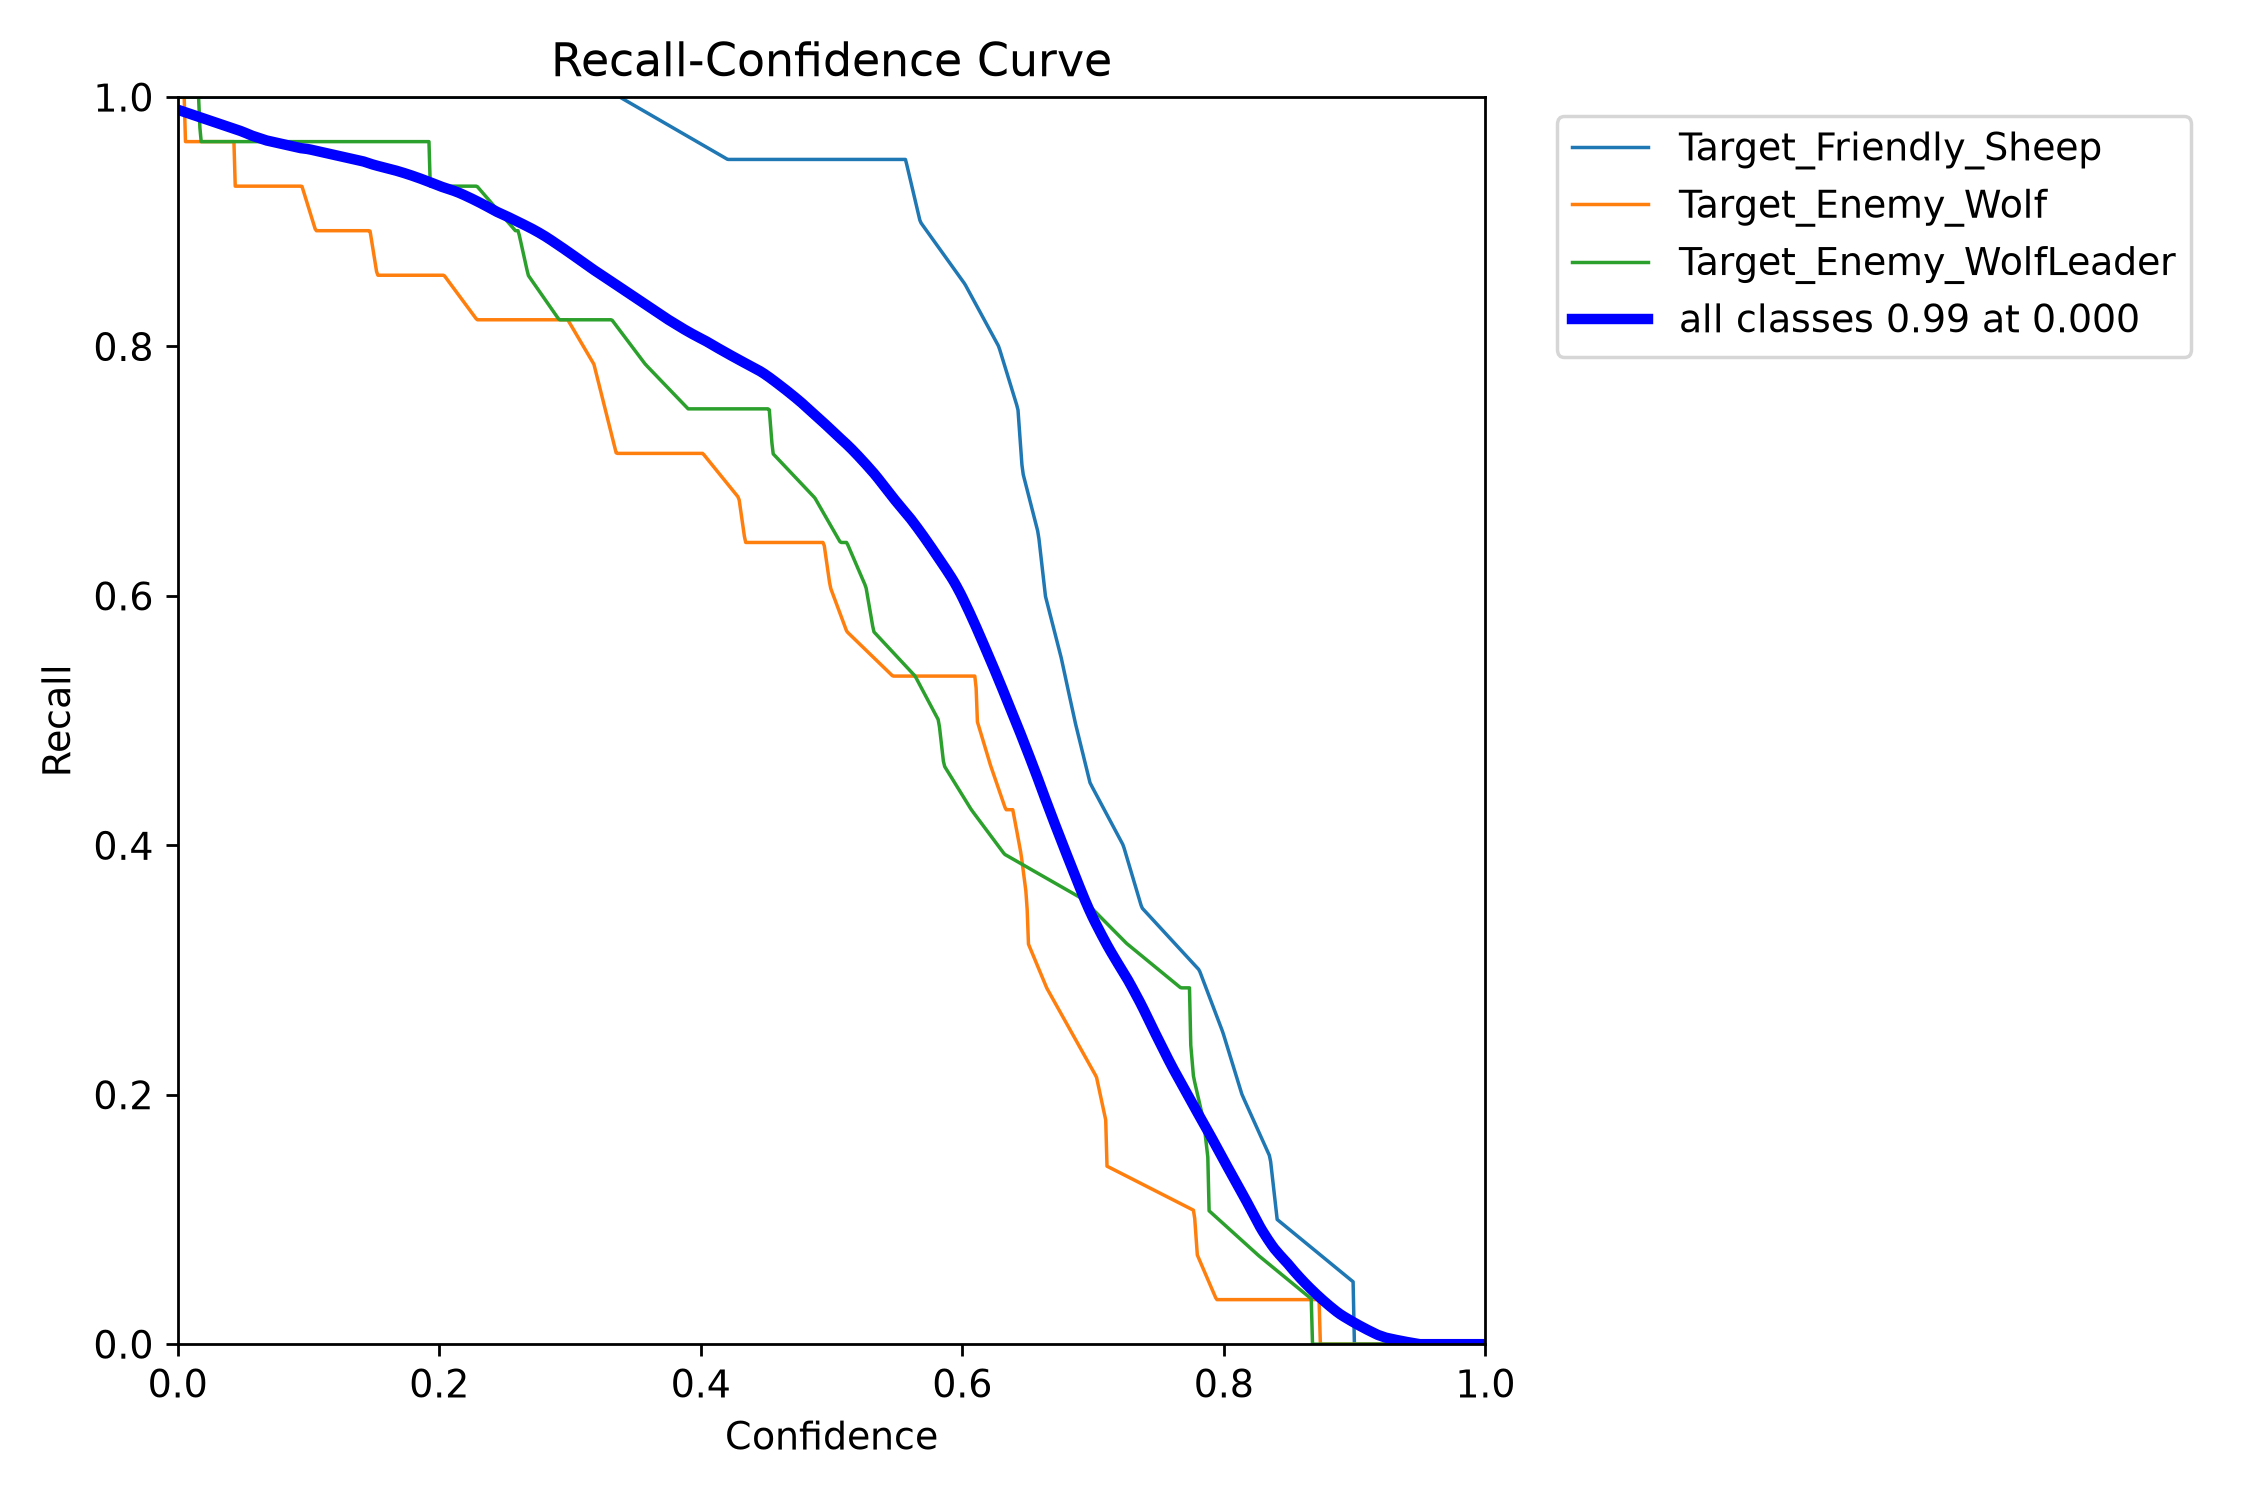 Recall-Confidence Curve
1.0
0.8
0.6
0.4
0.2
0.0
Recall
0.0 0.2 0.4 0.6 0.8 1.0
Confidence
Target_Friendly_Sheep
Target_Enemy_Wolf
Target_Enemy_WolfLeader
all classes 0.99 at 0.000